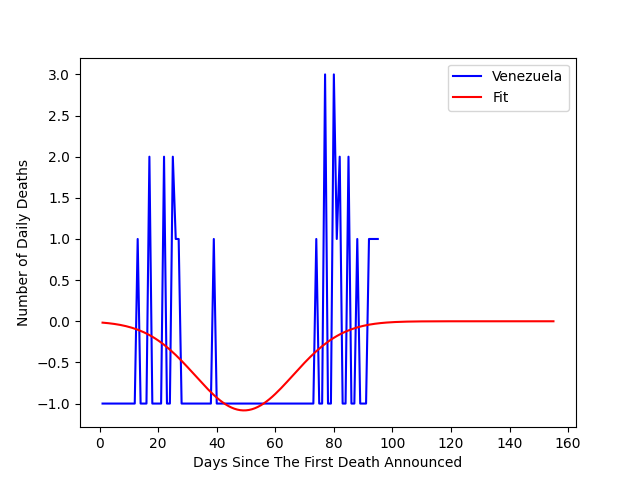 Venezuela
Fit
Number of Daily Deaths
3.0
2.5
2.0
1.5
1.0
0.5
0.0
−0.5
−1.0
0 20 40 60 80 100 120 140 160
Days Since The First Death Announced